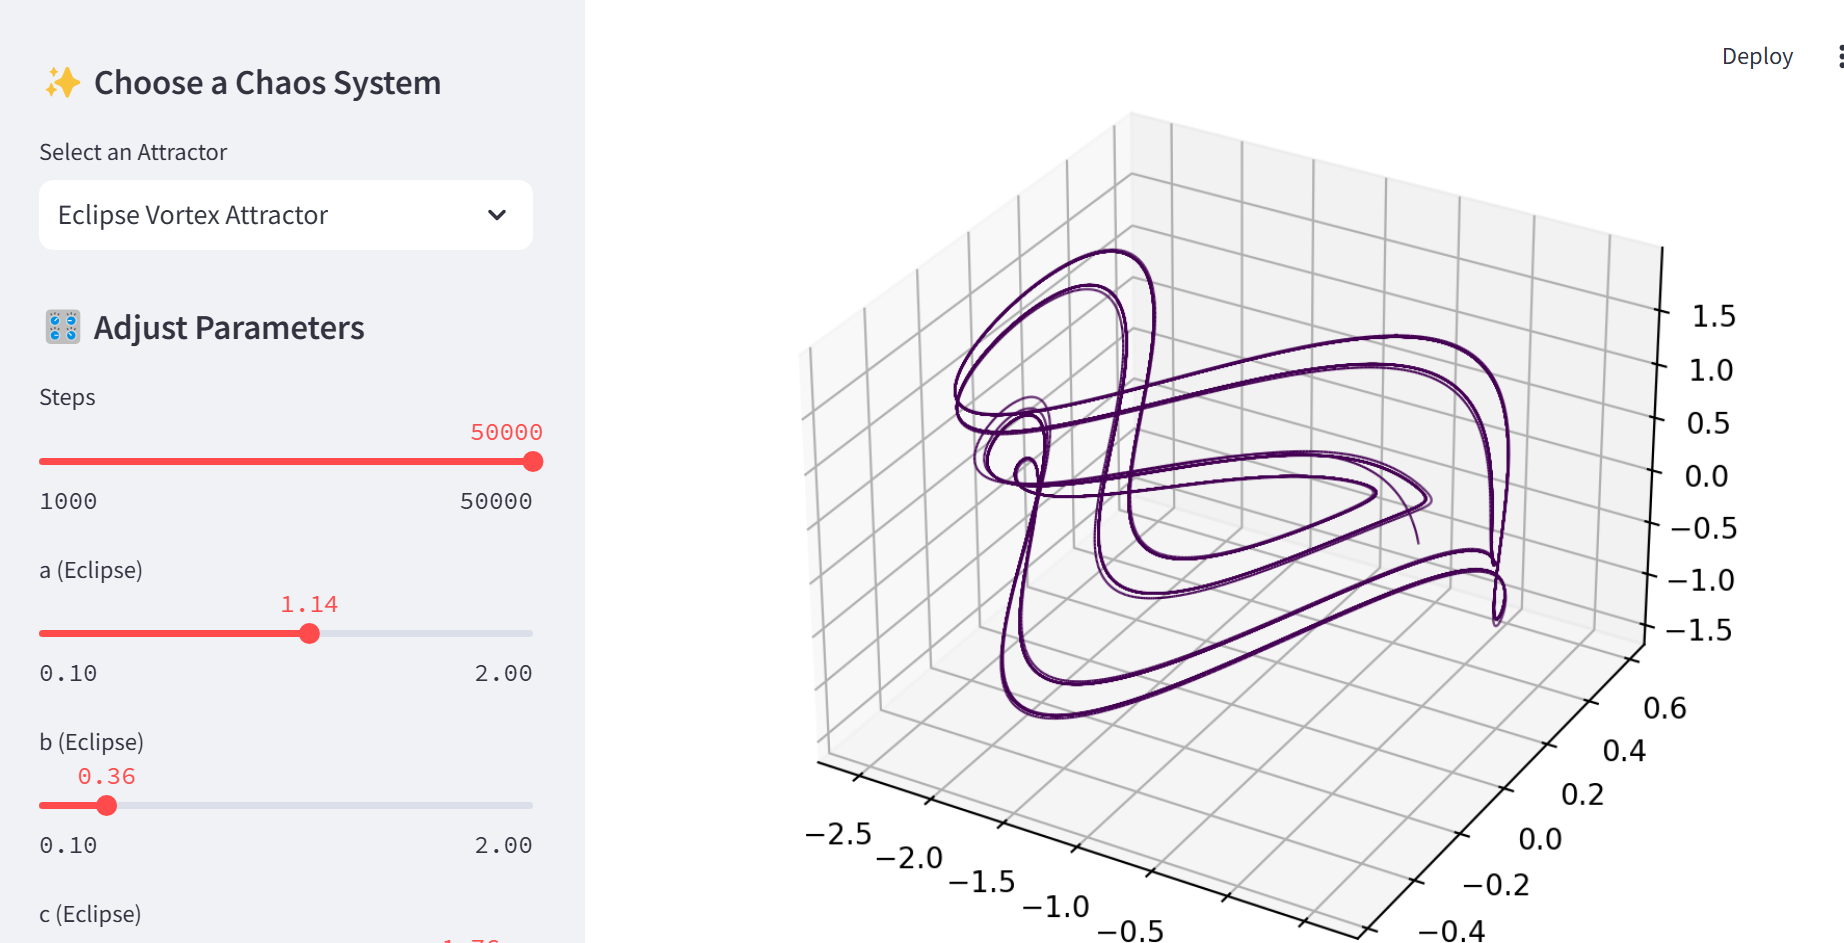 Choose a Chaos System
Select an Attractor
Eclipse Vortex Attractor
Adjust Parameters
Steps
50000
1000 50000
a (Eclipse)
1.14
0.10 2.00
b (Eclipse)
0.36
0.10 2.00
c (Eclipse)
Deploy
1.5
1.0
0.5
0.0
−0.5
−1.0
−1.5
0.6
0.4
0.2
0.0
−0.2
−0.4
−2.5
−2.0
−1.5
−1.0
−0.5